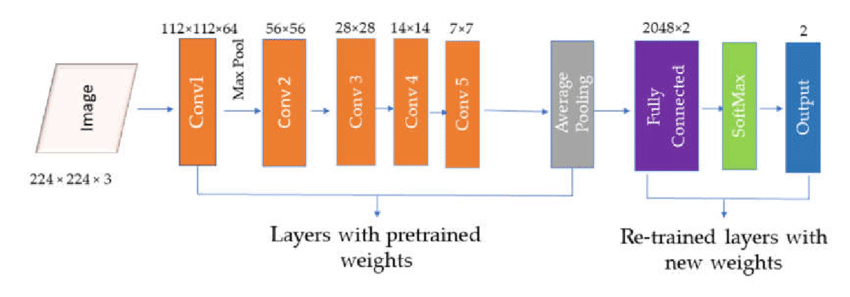 112×112×64
56×56
28×28
14×14
7×7
2048×2
2
Image
Conv1
Max Pool
Conv 2
Conv 3
Conv 4
Conv 5
Average
Pooling
Fully
Connected
SoftMax
Output
224 × 224 × 3
Layers with pretrained
weights
Re-trained layers with
new weights